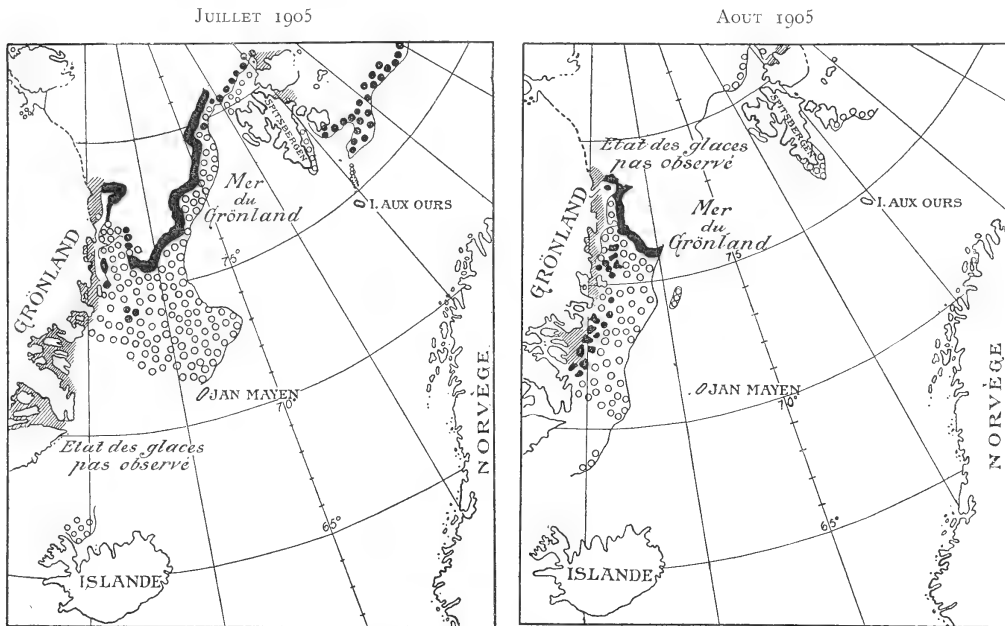 JUILLET 1905
SPITSBERGEN
Mer
du
Grönland
I. AUX OURS
75°
GRÖNLAND
JAN MAYEN
70°
NORVÉGE
Etat des glaces
pas observé
65°
ISLANDE
AOUT 1905
SPITSBERGEN
Etat des glaces
pas observé
I. AUX OURS
Mer
du
Grönland
75°
GRÖNLAND
JAN MAYEN
70°
NORVÉGE
65°
ISLANDE